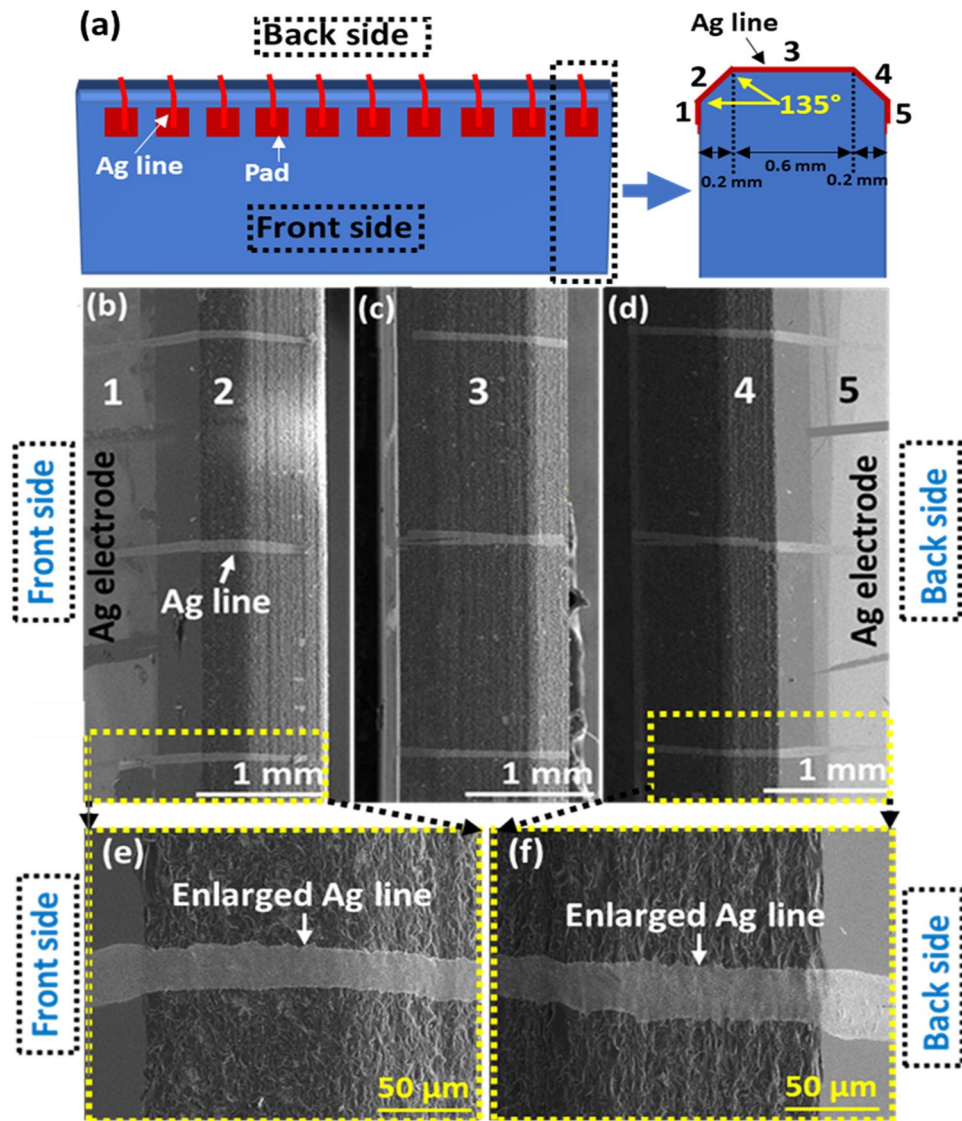 (a)
Back side
Ag line
Pad
Front side
Ag line
3
2
4
1
135°
5
0.6 mm
0.2 mm
0.2 mm
(b)
(c)
(d)
1
2
3
4
5
Front side
Ag electrode
Ag line
Ag electrode
Back side
1 mm
1 mm
1 mm
(e)
(f)
Enlarged Ag line
Enlarged Ag line
Front side
Back side
50 μm
50 μm